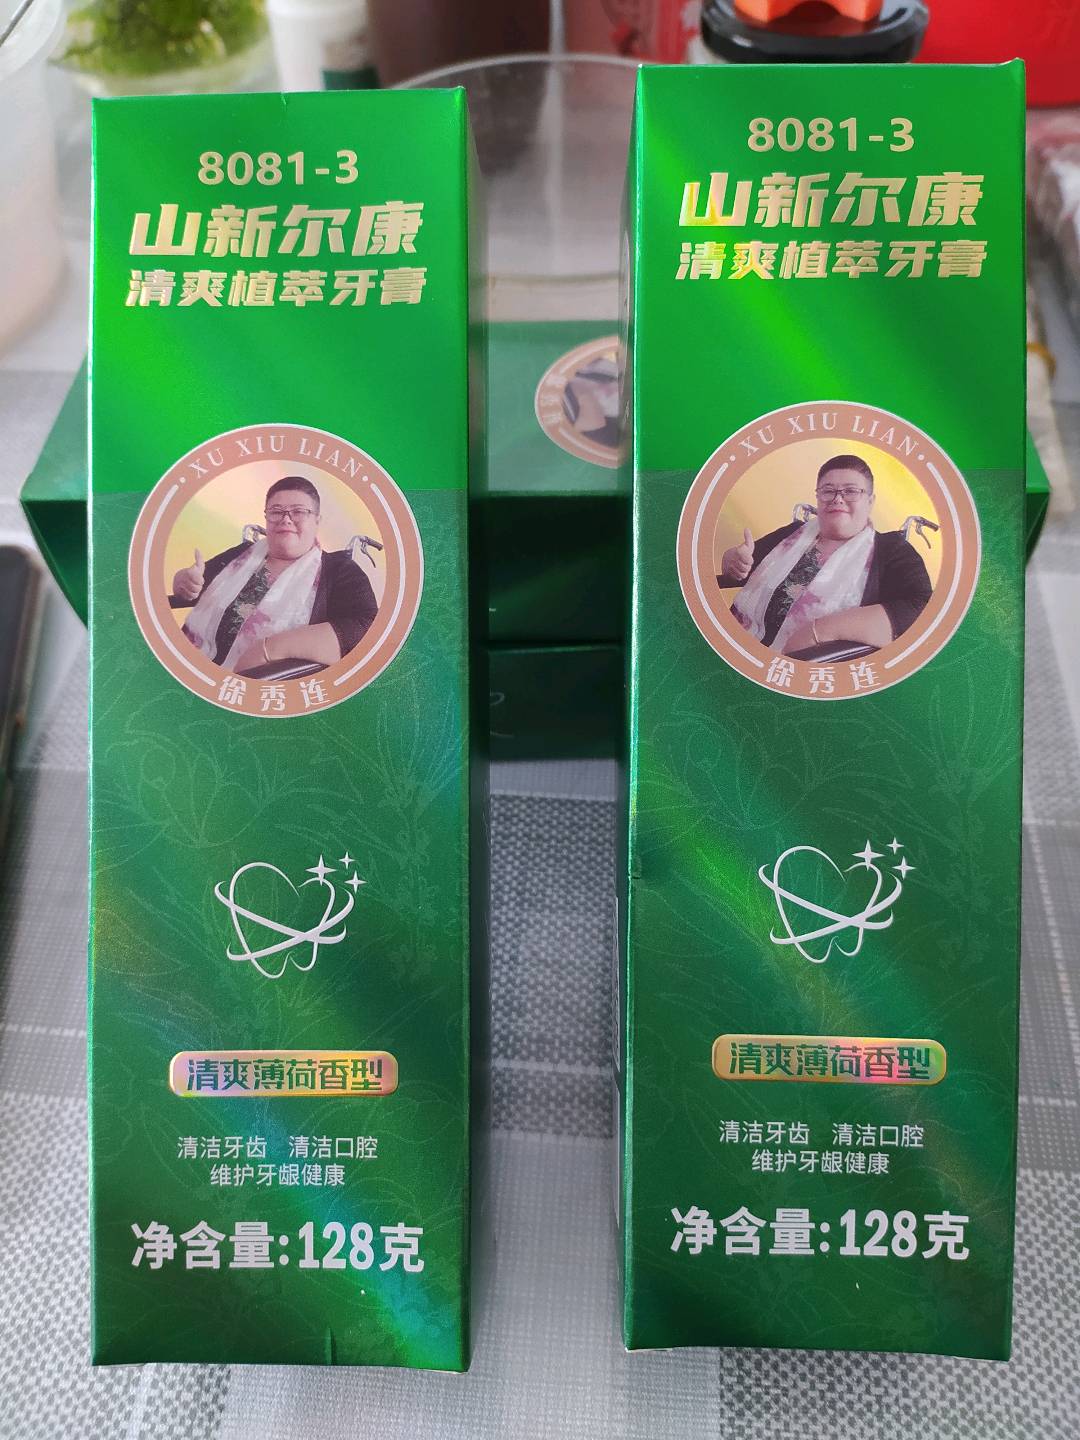 8081-3
山新尔康
清爽植萃牙膏
XU XIU LIAN
徐秀连
清爽薄荷香型
清洁牙齿 清洁口腔
维护牙龈健康
净含量:128克
8081-3
山新尔康
清爽植萃牙膏
XU XIU LIAN
徐秀连
清爽薄荷香型
清洁牙齿 清洁口腔
维护牙龈健康
净含量:128克